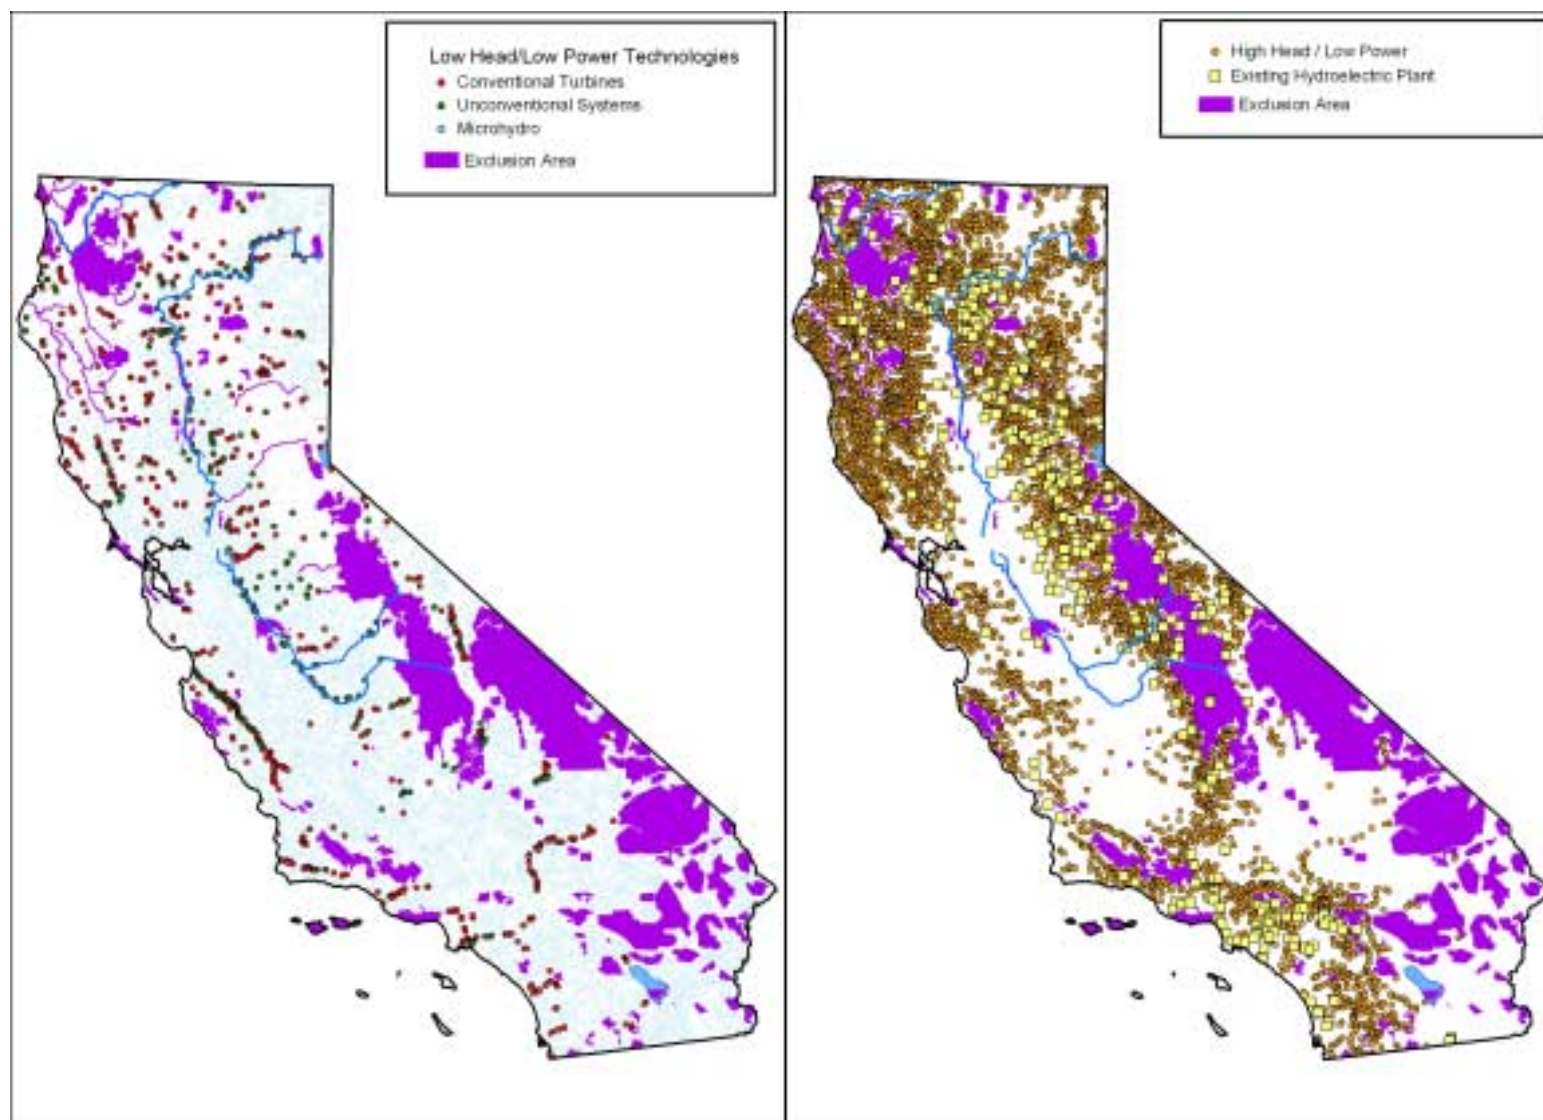 Low Head/Low Power Technologies
Conventional Turbines
Unconventional Systems
Microhydro
Exclusion Area
High Head / Low Power
Existing Hydroelectric Plant
Exclusion Area